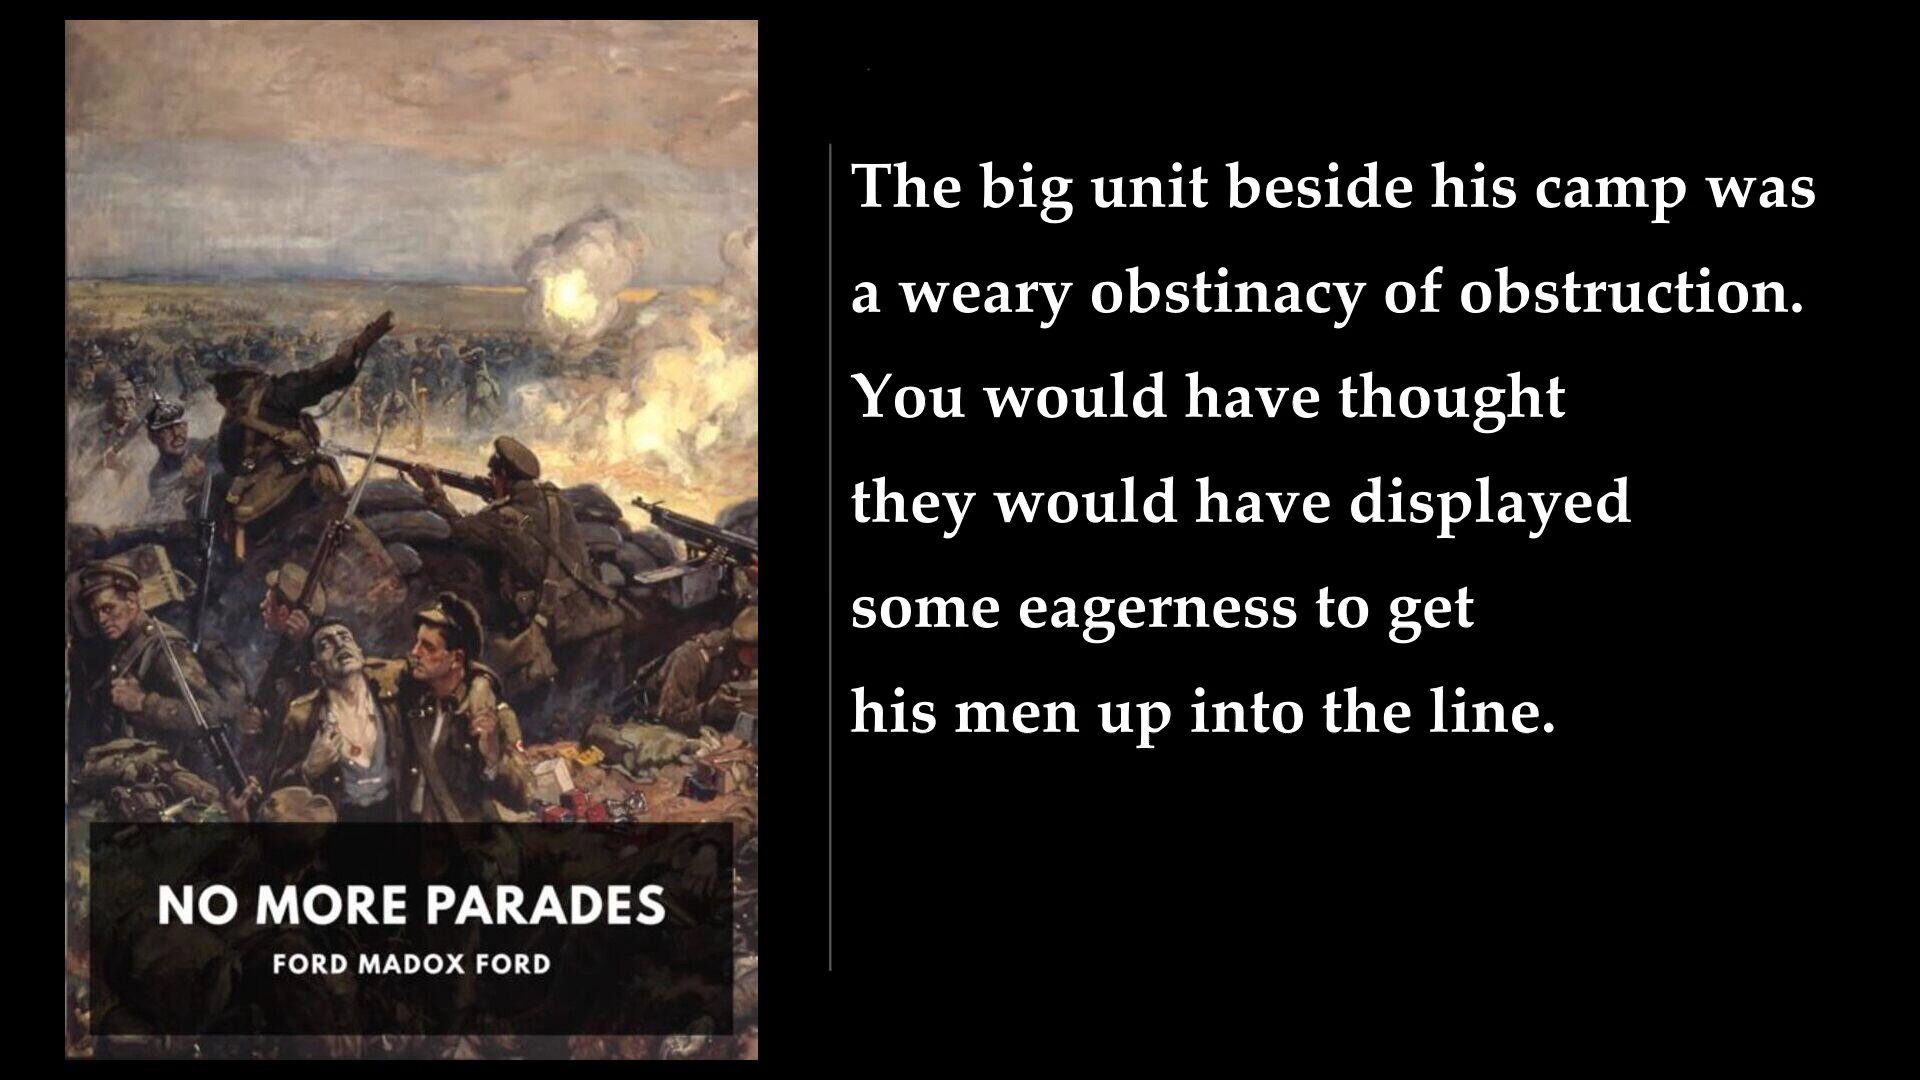 The big unit beside his camp was
a weary obstinacy of obstruction.
You would have thought
they would have displayed
some eagerness to get
his men up into the line.
NO MORE PARADES
FORD MADOX FORD